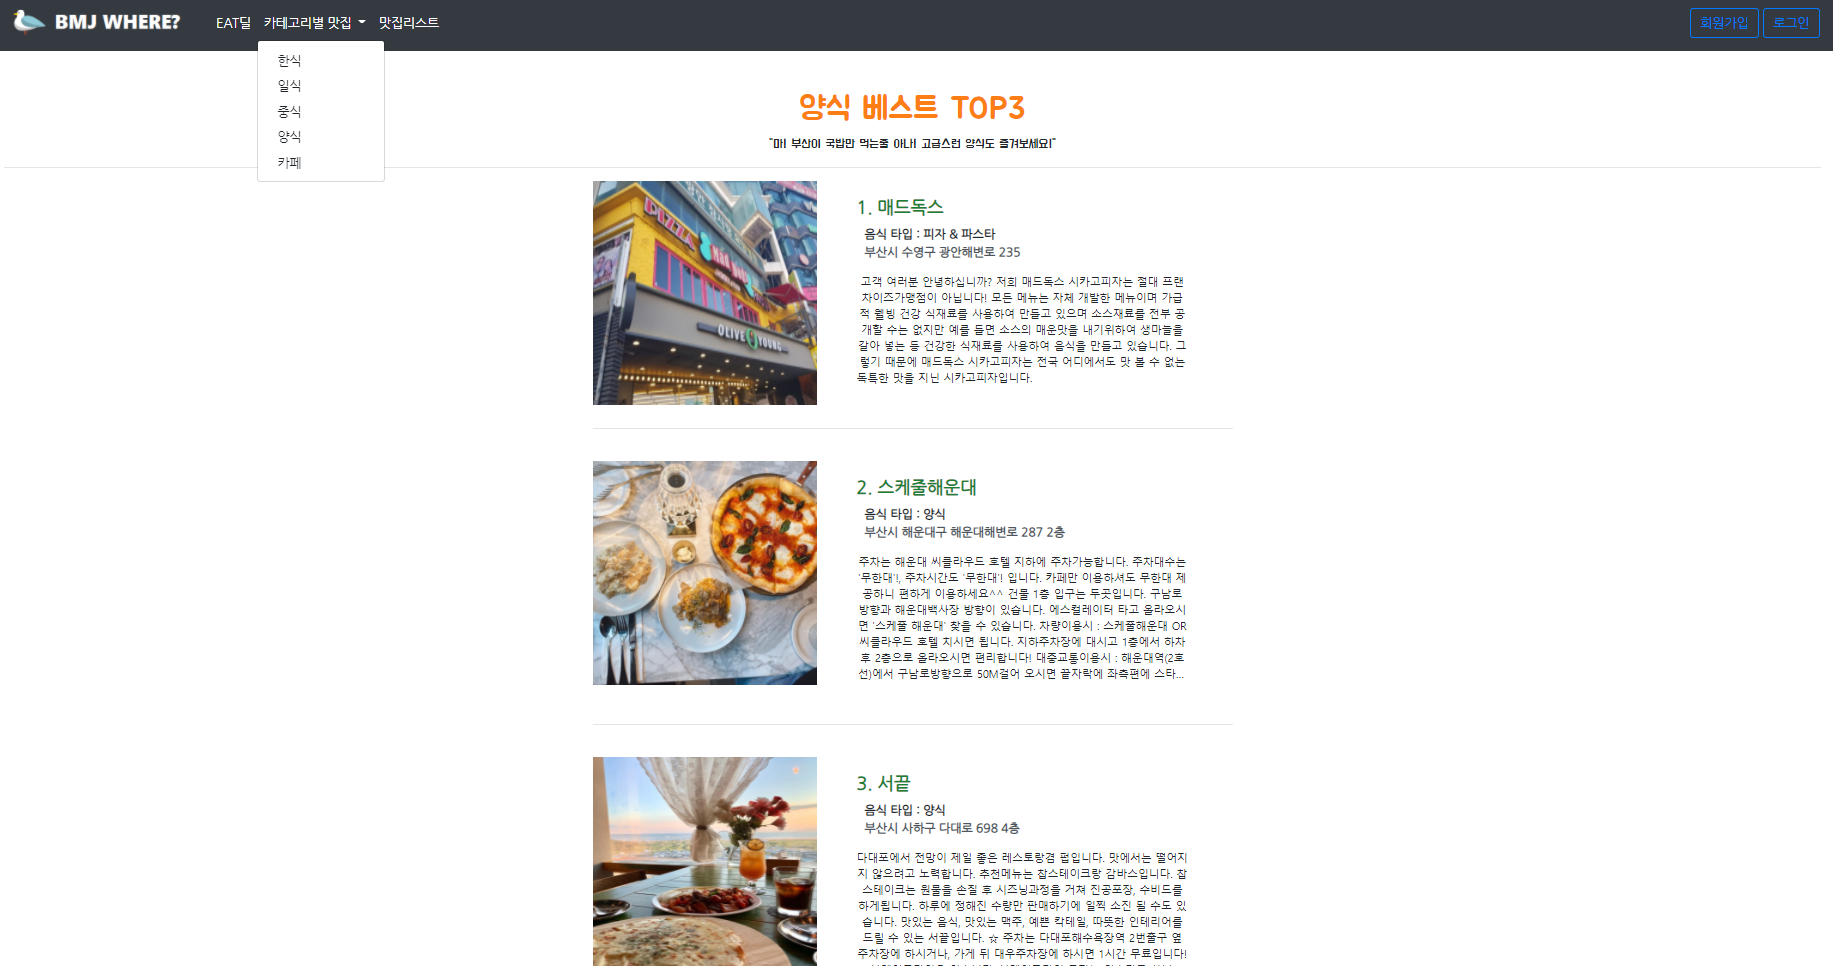 BMJ WHERE?
EAT딜 카테고리별 맛집 맛집리스트
회원가입 로그인
한식
일식
중식
양식
카페
양식 베스트 TOP3
"마! 부산이 국밥만 먹는줄 아나! 고급스런 양식도 즐겨보세요!"
PIZZA
Mad Dog's
OLIVE YOUNG
1. 매드독스
음식 타입 : 피자 & 파스타
부산시 수영구 광안해변로 235
고객 여러분 안녕하십니까? 저희 매드독스 시카고피자는 절대 프랜
차이즈가맹점이 아닙니다! 모든 메뉴는 자체 개발한 메뉴이며 가급
적 웰빙 건강 식재료를 사용하여 만들고 있으며 소스재료를 전부 공
개할 수는 없지만 예를 들면 소스의 매운맛을 내기위하여 생마늘을
갈아 넣는 등 건강한 식재료를 사용하여 음식을 만들고 있습니다. 그
렇기 때문에 매드독스 시카고피자는 전국 어디에서도 맛 볼 수 없는
독특한 맛을 지닌 시카고피자입니다.
2. 스케줄해운대
음식 타입 : 양식
부산시 해운대구 해운대해변로 287 2층
주차는 해운대 씨클라우드 호텔 지하에 주차가능합니다. 주차대수는
'무한대'!, 주차시간도 '무한대'! 입니다. 카페만 이용하셔도 무한대 제
공하니 편하게 이용하세요^^ 건물 1층 입구는 두곳입니다. 구남로
방향과 해운대백사장 방향이 있습니다. 에스컬레이터 타고 올라오시
면 '스케쥴 해운대' 찾을 수 있습니다. 차량이용시 : 스케쥴해운대 OR
씨클라우드 호텔 치시면 됩니다. 지하주차장에 대시고 1층에서 하차
후 2층으로 올라오시면 편리합니다! 대중교통이용시 : 해운대역(2호
선)에서 구남로방향으로 50M걸어 오시면 끝자락에 좌측편에 스타...
3. 서끝
음식 타입 : 양식
부산시 사하구 다대로 698 4층
다대포에서 전망이 제일 좋은 레스토랑겸 펍입니다. 맛에서는 떨어지
지 않으려고 노력합니다. 추천메뉴는 찹스테이크랑 감바스입니다. 찹
스테이크는 원물을 손질 후 시즈닝과정을 거쳐 진공포장, 수비드를
하게됩니다. 하루에 정해진 수량만 판매하기에 일찍 소진 될 수도 있
습니다. 맛있는 음식, 맛있는 맥주, 예쁜 칵테일, 따뜻한 인테리어를
드릴 수 있는 서끝입니다. ☆ 주차는 다대포해수욕장역 2번출구 옆
주차장에 하시거나, 가게 뒤 대우주차장에 하시면 1시간 무료입니다!